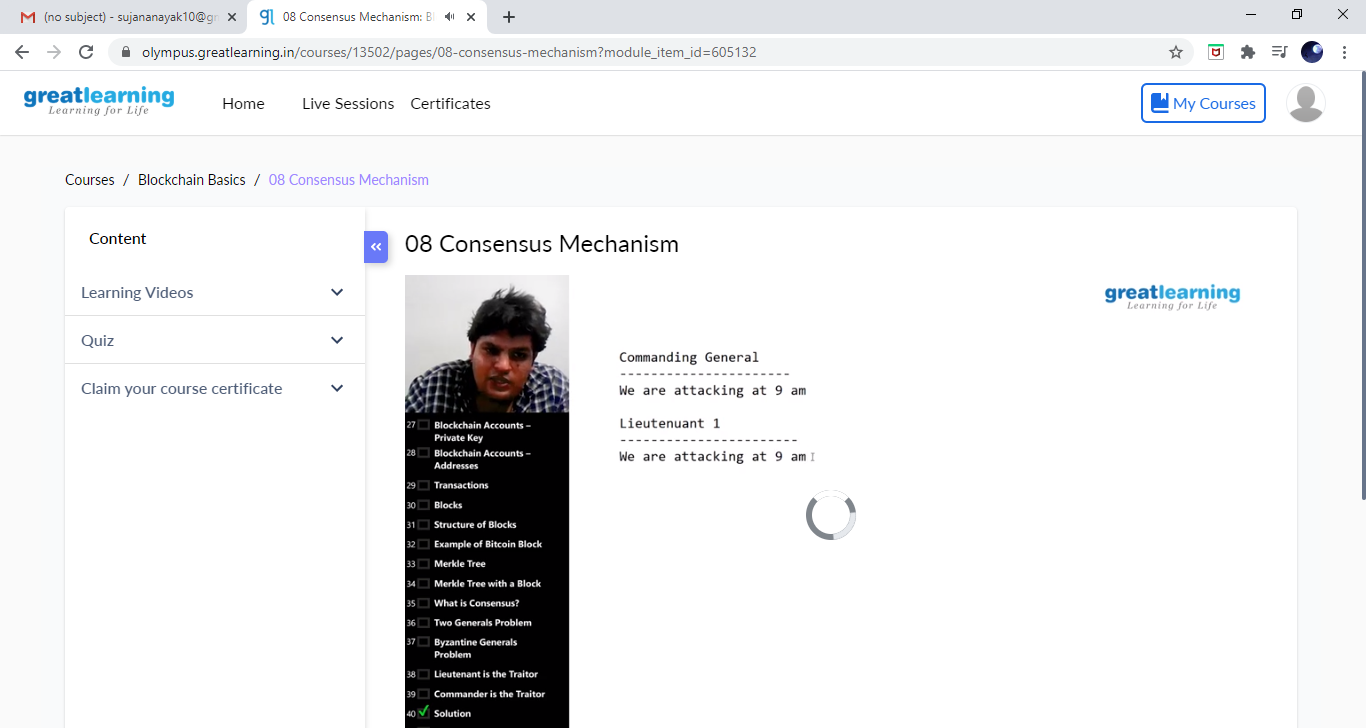 (no subject) - sujananayak10@gr
08 Consensus Mechanism: Bl
olympus.greatlearning.in/courses/13502/pages/08-consensus-mechanism?module_item_id=605132
greatlearning
Learning for Life
Home
Live Sessions
Certificates
My Courses
Courses / Blockchain Basics / 08 Consensus Mechanism
Content
Learning Videos
Quiz
Claim your course certificate
08 Consensus Mechanism
27 Blockchain Accounts –
Private Key
28 Blockchain Accounts –
Addresses
29 Transactions
30 Blocks
31 Structure of Blocks
32 Example of Bitcoin Block
33 Merkle Tree
34 Merkle Tree with a Block
35 What is Consensus?
36 Two Generals Problem
37 Byzantine Generals
Problem
38 Lieutenant is the Traitor
39 Commander is the Traitor
40 Solution
greatlearning
Learning for Life
Commanding General
----------------------
We are attacking at 9 am
Lieutenuant 1
-----------------------
We are attacking at 9 am